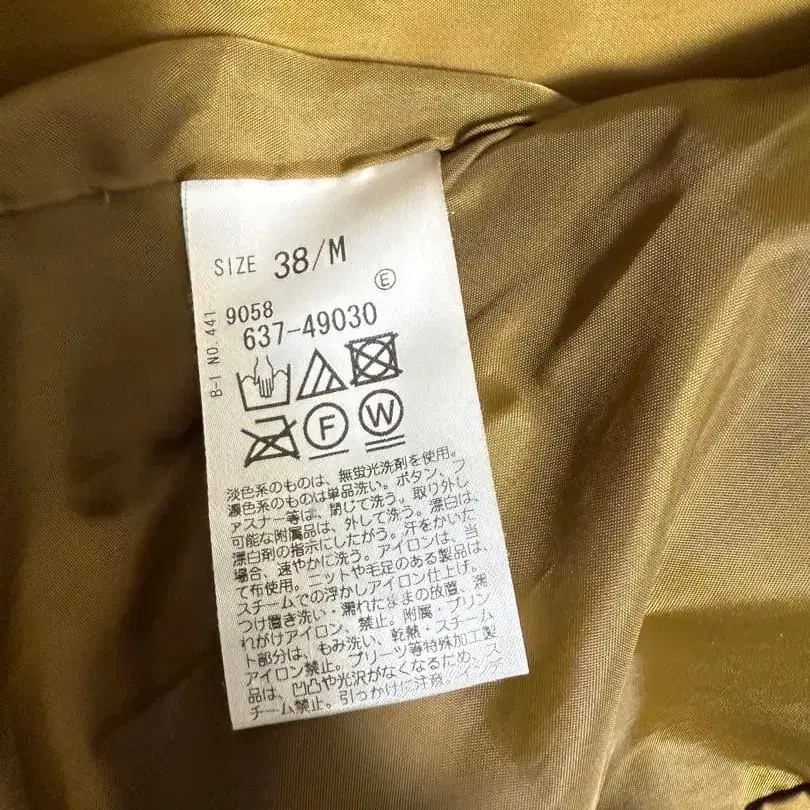 SIZE 38/M
E
B-I NO.441
9058
637-49030
F W
淡色系のものは、無蛍光洗剤を使用。
濃色系のものは単品洗い。ボタン、フ
ァスナー等は、閉じて洗う。取り外し
可能な附属品は、外して洗う。漂白は、
漂白剤の指示にしたがう。汗をかいた
場合、速やかに洗う。アイロンは、当
て布使用。ニットや毛足のある製品は、
スチームでの浮かしアイロン仕上げ。
つけ置き洗い・濡れたままの放置、濡
れがけアイロン、禁止。附属・プリン
ト部分は、もみ洗い、乾熱・スチーム
アイロン禁止。プリーツ等特殊加工製
品は、凹凸や光沢がなくなるため、ス
チーム禁止。引っかけに注意。インデ